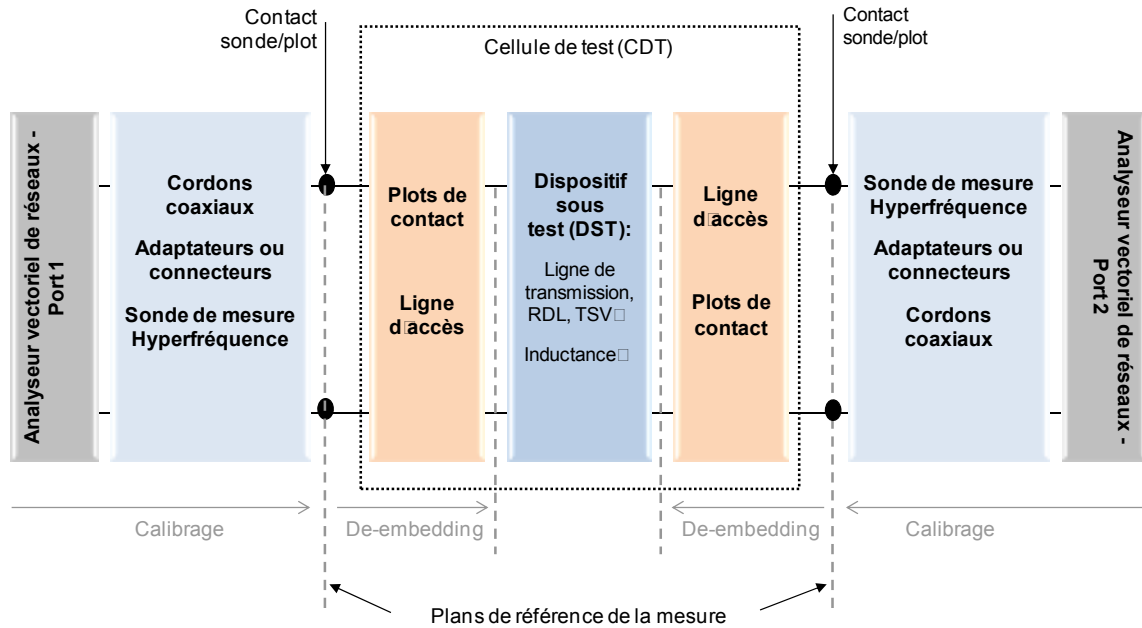 Contact
sonde/plot
Cellule de test (CDT)
Contact
sonde/plot
Analyseur vectoriel de réseaux -
Port 1
Cordons
coaxiaux
Adaptateurs ou
connecteurs
Sonde de mesure
Hyperfréquence
Plots de
contact
Ligne
d□accès
Dispositif
sous
test (DST):
Ligne de
transmission,
RDL, TSV□
Inductance□
Ligne
d□accès
Plots de
contact
Sonde de mesure
Hyperfréquence
Adaptateurs ou
connecteurs
Cordons
coaxiaux
Analyseur vectoriel de réseaux -
Port 2
Calibrage
De-embedding
De-embedding
Calibrage
Plans de référence de la mesure